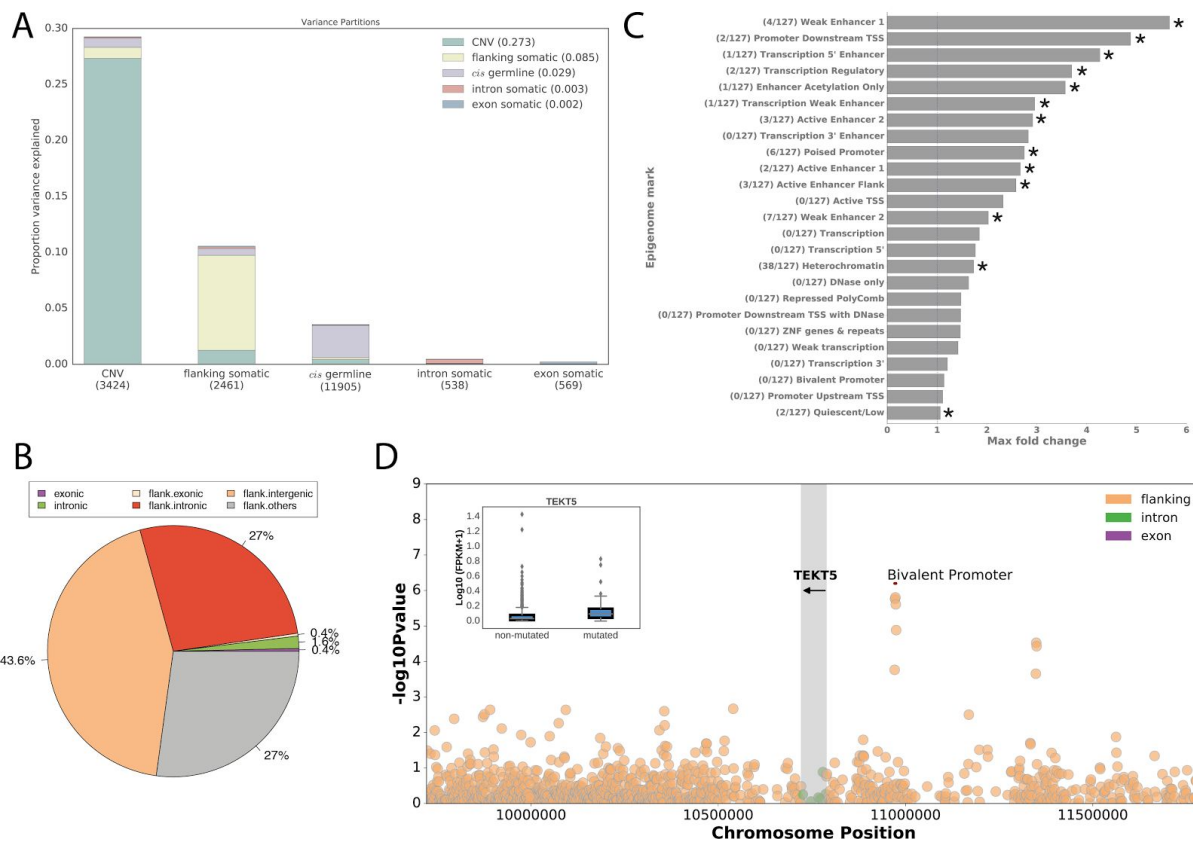 A
Variance Partitions
Proportion variance explained
0.30
0.25
0.20
0.15
0.10
0.05
0.00
CNV (0.273)
flanking somatic (0.085)
cis germline (0.029)
intron somatic (0.003)
exon somatic (0.002)
CNV
(3424)
flanking somatic
(2461)
cis germline
(11905)
intron somatic
(538)
exon somatic
(569)
B
exonic
flank.exonic
flank.intergenic
intronic
flank.intronic
flank.others
27%
0.4%
1.6%
0.4%
43.6%
27%
C
Epigenome mark
(4/127) Weak Enhancer 1 *
(2/127) Promoter Downstream TSS *
(1/127) Transcription 5' Enhancer *
(2/127) Transcription Regulatory *
(1/127) Enhancer Acetylation Only *
(1/127) Transcription Weak Enhancer *
(3/127) Active Enhancer 2 *
(0/127) Transcription 3' Enhancer
(6/127) Poised Promoter *
(2/127) Active Enhancer 1 *
(3/127) Active Enhancer Flank *
(0/127) Active TSS
(7/127) Weak Enhancer 2 *
(0/127) Transcription
(0/127) Transcription 5'
(38/127) Heterochromatin *
(0/127) DNase only
(0/127) Repressed PolyComb
(0/127) Promoter Downstream TSS with DNase
(0/127) ZNF genes & repeats
(0/127) Weak transcription
(0/127) Transcription 3'
(0/127) Bivalent Promoter
(0/127) Promoter Upstream TSS
(2/127) Quiescent/Low *
0 1 2 3 4 5 6
Max fold change
D
-log10Pvalue
9
8
7
6
5
4
3
2
1
0
TEKT5
Log10 (FPKM+1)
1.4
1.2
1.0
0.8
0.6
0.4
0.2
0.0
non-mutated mutated
TEKT5
Bivalent Promoter
flanking
intron
exon
10000000 10500000 11000000 11500000
Chromosome Position